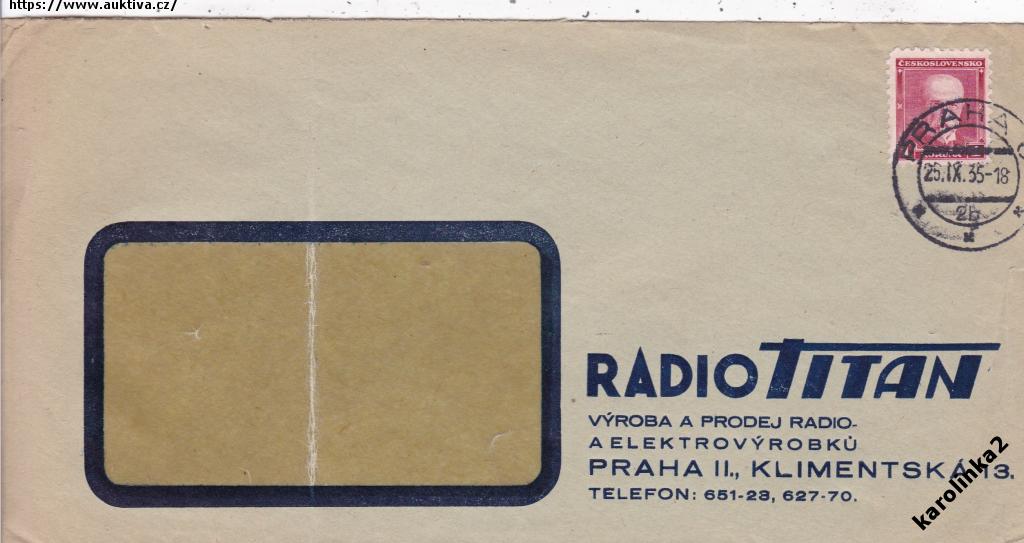 https://www.auktiva.cz/
ČESKOSLOVENSKO
PRAHA
25.IX.35-18
2b
RADIO TITAN
VÝROBA A PRODEJ RADIO-
A ELEKTROVÝROBKŮ
PRAHA II., KLIMENTSKÁ 13.
TELEFON: 651-23, 627-70.
karolinka2